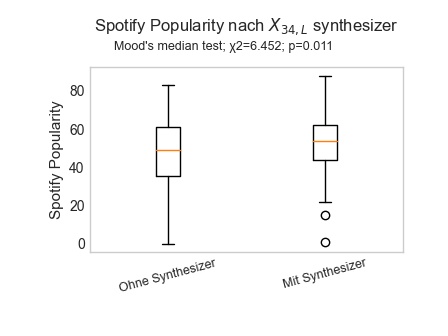 Spotify Popularity nach X₃₄,L synthesizer
Mood's median test; χ2=6.452; p=0.011
Spotify Popularity
80
60
40
20
0
Ohne Synthesizer
Mit Synthesizer